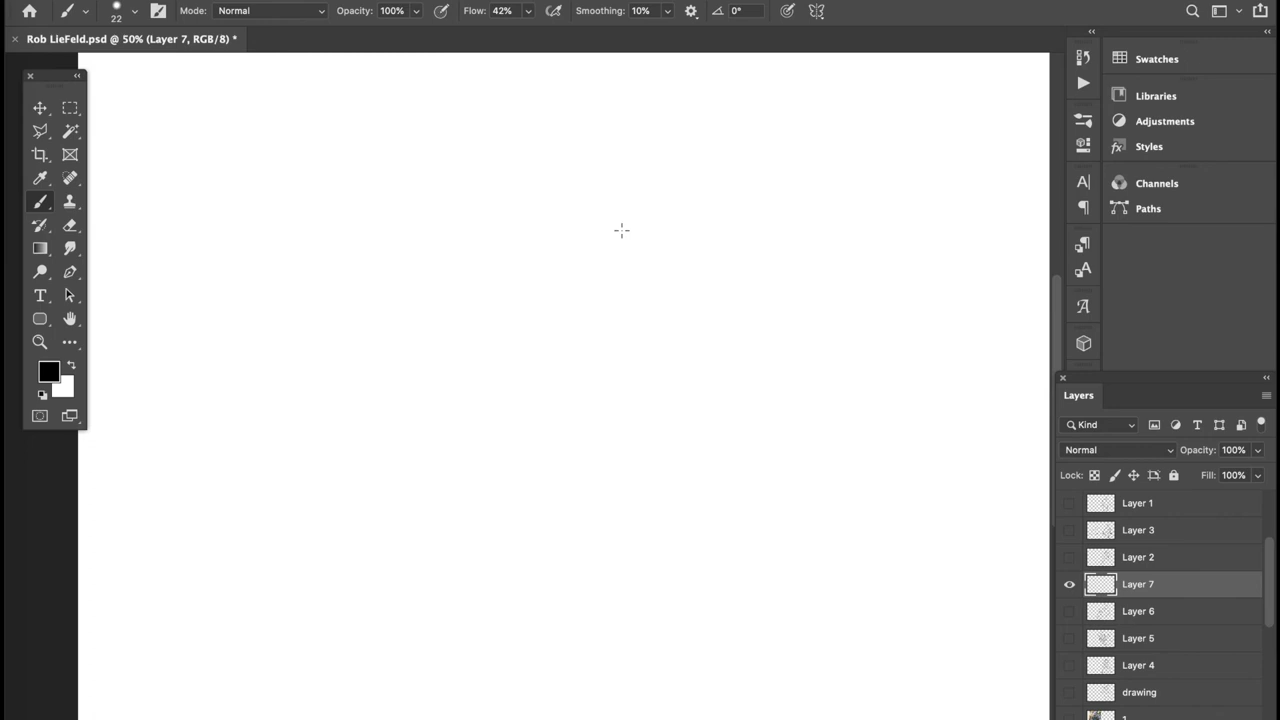 Mode: Normal Opacity: 100% Flow: 42% Smoothing: 10% 0°
22
Rob LieFeld.psd @ 50% (Layer 7, RGB/8) *
Swatches
Libraries
Adjustments
Styles
Channels
Paths
Layers
Kind
Normal Opacity: 100%
Lock: Fill: 100%
Layer 1
Layer 3
Layer 2
Layer 7
Layer 6
Layer 5
Layer 4
drawing
1